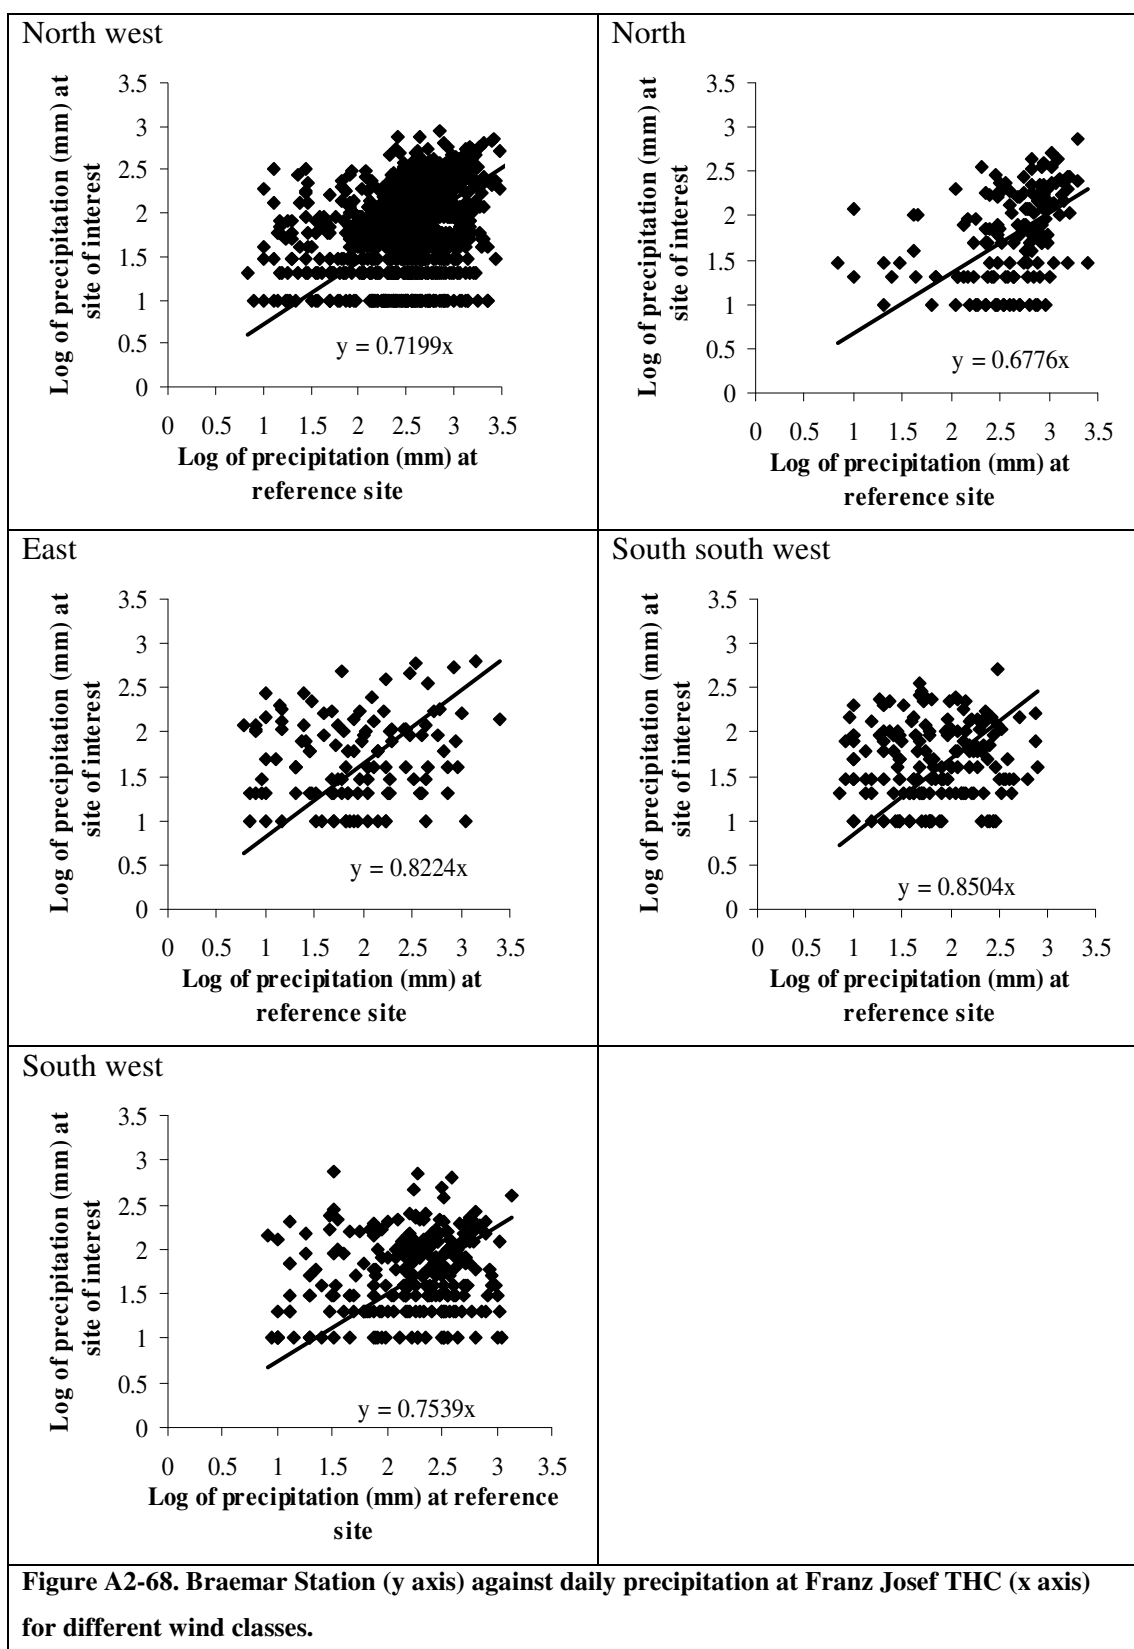 North west
Log of precipitation (mm) at
site of interest
3.5
3
2.5
2
1.5
1
0.5
0
y = 0.7199x
0 0.5 1 1.5 2 2.5 3 3.5
Log of precipitation (mm) at
reference site
North
Log of precipitation (mm) at
site of interest
3.5
3
2.5
2
1.5
1
0.5
0
y = 0.6776x
0 0.5 1 1.5 2 2.5 3 3.5
Log of precipitation (mm) at
reference site
East
Log of precipitation (mm) at
site of interest
3.5
3
2.5
2
1.5
1
0.5
0
y = 0.8224x
0 0.5 1 1.5 2 2.5 3 3.5
Log of precipitation (mm) at
reference site
South south west
Log of precipitation (mm) at
site of interest
3.5
3
2.5
2
1.5
1
0.5
0
y = 0.8504x
0 0.5 1 1.5 2 2.5 3 3.5
Log of precipitation (mm) at
reference site
South west
Log of precipitation (mm) at
site of interest
3.5
3
2.5
2
1.5
1
0.5
0
y = 0.7539x
0 0.5 1 1.5 2 2.5 3 3.5
Log of precipitation (mm) at reference
site
Figure A2-68. Braemar Station (y axis) against daily precipitation at Franz Josef THC (x axis)
for different wind classes.